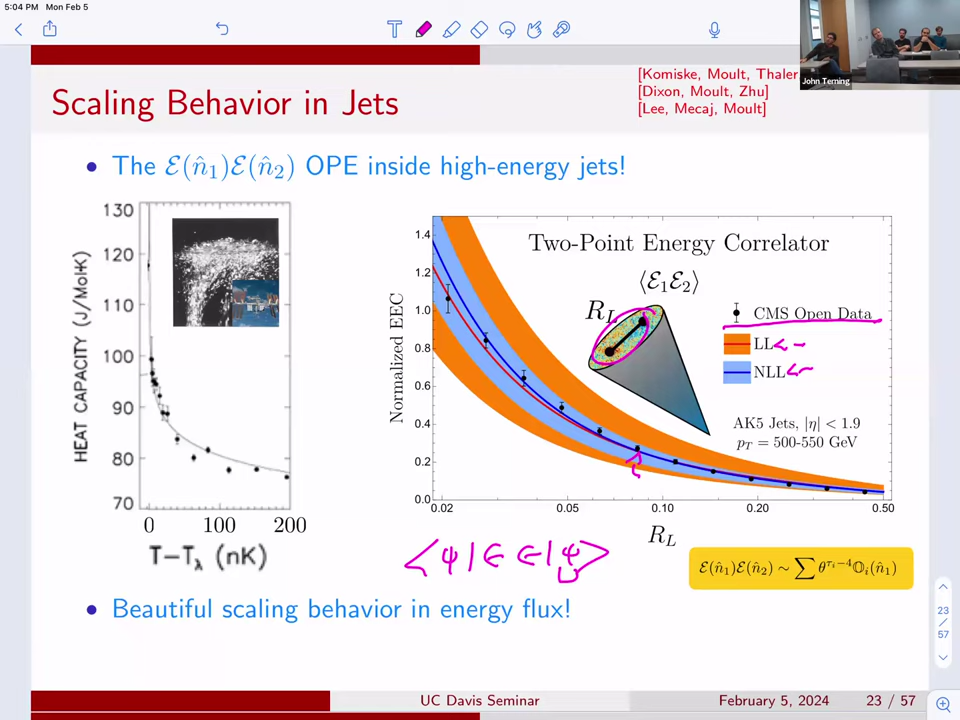 5:04 PM Mon Feb 5
John Terning
[Komiske, Moult, Thaler
[Dixon, Moult, Zhu]
[Lee, Mecaj, Moult]
Scaling Behavior in Jets
• The ℰ(n̂₁)ℰ(n̂₂) OPE inside high-energy jets!
130
120
110
100
90
80
70
HEAT CAPACITY (J/Mol·K)
0 100 200
T−T_λ (nK)
Two-Point Energy Correlator
⟨ℰ₁ℰ₂⟩
R_L
CMS Open Data
LL
NLL
AK5 Jets, |η| < 1.9
p_T = 500-550 GeV
Normalized EEC
1.4
1.2
1.0
0.8
0.6
0.4
0.2
0.0
0.02 0.05 0.10 0.20 0.50
R_L
⟨ψ|ε ε|ψ⟩
ℰ(n̂₁)ℰ(n̂₂) ∼ ∑ θ^{τᵢ−4}𝕆ᵢ(n̂₁)
• Beautiful scaling behavior in energy flux!
23
/
57
UC Davis Seminar February 5, 2024 23 / 57